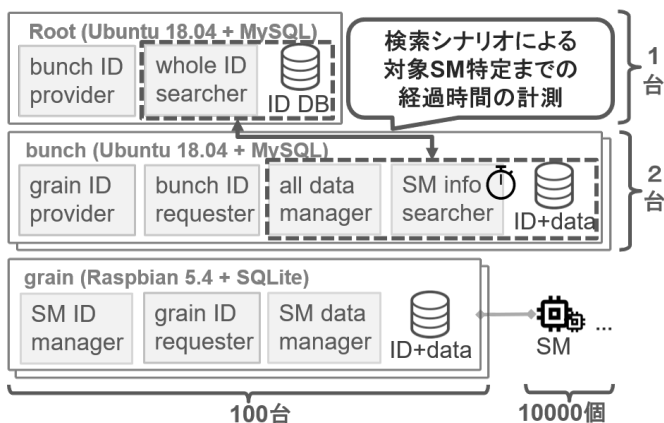 Root (Ubuntu 18.04 + MySQL)
bunch ID
provider
whole ID
searcher
ID DB
検索シナリオによる
対象SM特定までの
経過時間の計測
1
台
bunch (Ubuntu 18.04 + MySQL)
grain ID
provider
bunch ID
requester
all data
manager
SM info
searcher
ID+data
2
台
grain (Raspbian 5.4 + SQLite)
SM ID
manager
grain ID
requester
SM data
manager
ID+data
SM
...
100台
10000個